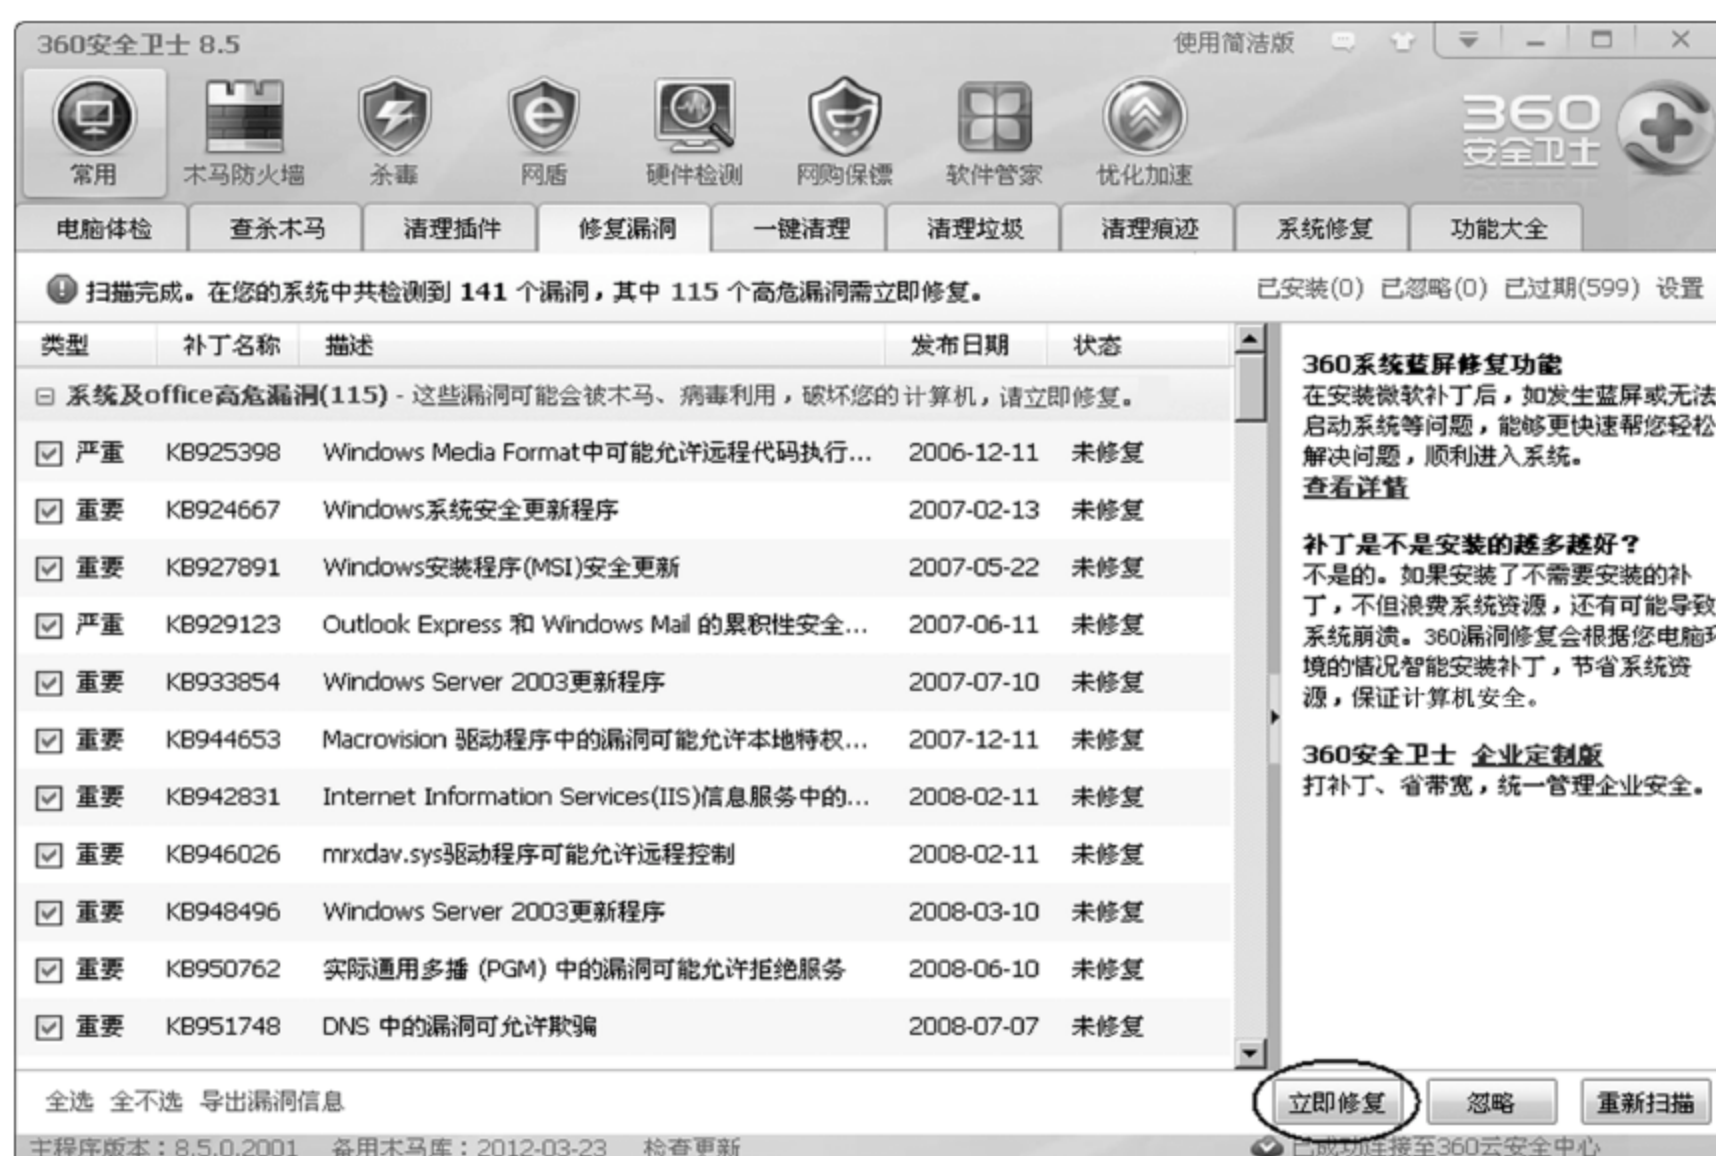 360安全卫士 8.5
使用简洁版
常用 木马防火墙 杀毒 网盾 硬件检测 网购保镖 软件管家 优化加速
360
安全卫士
电脑体检 查杀木马 清理插件 修复漏洞 一键清理 清理垃圾 清理痕迹 系统修复 功能大全
扫描完成。在您的系统中共检测到 141 个漏洞，其中 115 个高危漏洞需立即修复。
已安装(0) 已忽略(0) 已过期(599) 设置
类型 补丁名称 描述 发布日期 状态
系统及office高危漏洞(115) - 这些漏洞可能会被木马、病毒利用，破坏您的计算机，请立即修复。
严重 KB925398 Windows Media Format中可能允许远程代码执行... 2006-12-11 未修复
重要 KB924667 Windows系统安全更新程序 2007-02-13 未修复
重要 KB927891 Windows安装程序(MSI)安全更新 2007-05-22 未修复
严重 KB929123 Outlook Express 和 Windows Mail 的累积性安全... 2007-06-11 未修复
重要 KB933854 Windows Server 2003更新程序 2007-07-10 未修复
重要 KB944653 Macrovision 驱动程序中的漏洞可能允许本地特权... 2007-12-11 未修复
重要 KB942831 Internet Information Services(IIS)信息服务中的... 2008-02-11 未修复
重要 KB946026 mrxdav.sys驱动程序可能允许远程控制 2008-02-11 未修复
重要 KB948496 Windows Server 2003更新程序 2008-03-10 未修复
重要 KB950762 实际通用多播 (PGM) 中的漏洞可能允许拒绝服务 2008-06-10 未修复
重要 KB951748 DNS 中的漏洞可允许欺骗 2008-07-07 未修复
360系统蓝屏修复功能
在安装微软补丁后，如发生蓝屏或无法
启动系统等问题，能够更快速帮您轻松
解决问题，顺利进入系统。
查看详情
补丁是不是安装的越多越好？
不是的。如果安装了不需要安装的补
丁，不但浪费系统资源，还有可能导致
系统崩溃。360漏洞修复会根据您电脑环
境的情况智能安装补丁，节省系统资
源，保证计算机安全。
360安全卫士 企业定制版
打补丁、省带宽，统一管理企业安全。
全选 全不选 导出漏洞信息
立即修复 忽略 重新扫描
主程序版本：8.5.0.2001 备用木马库：2012-03-23 检查更新
已成功连接至360云安全中心